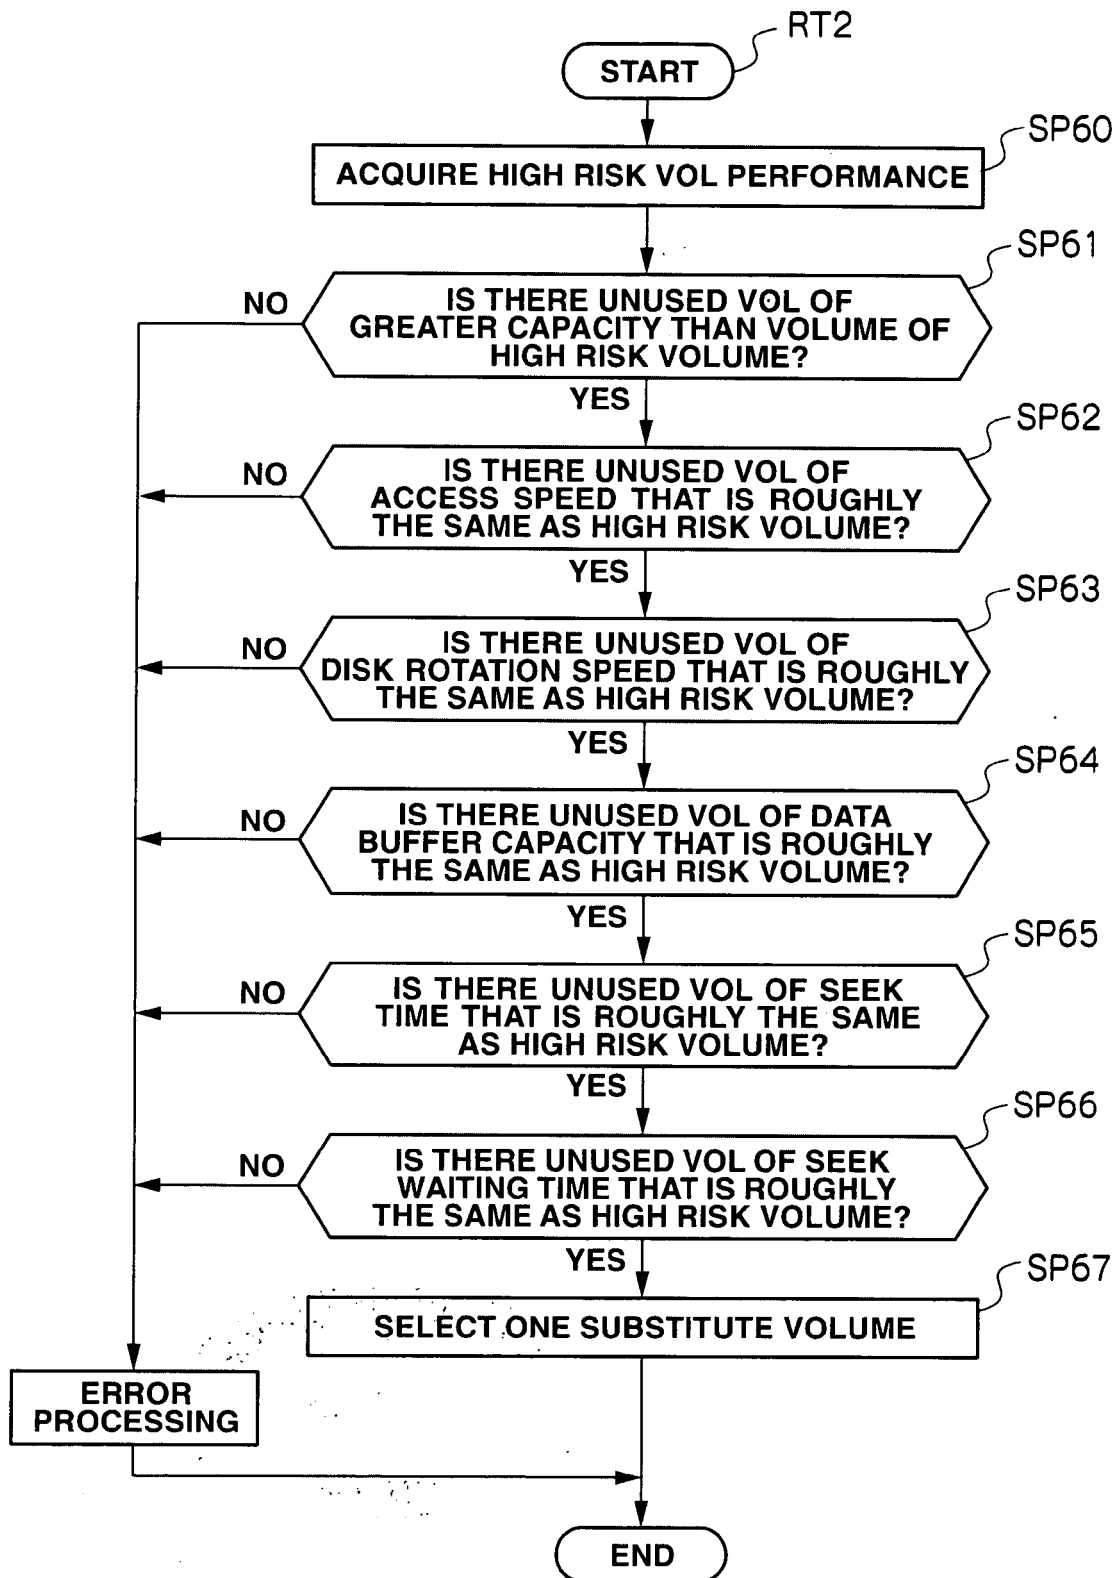 RT2
START
SP60
ACQUIRE HIGH RISK VOL PERFORMANCE
SP61
NO
IS THERE UNUSED VOL OF
GREATER CAPACITY THAN VOLUME OF
HIGH RISK VOLUME?
YES
SP62
NO
IS THERE UNUSED VOL OF
ACCESS SPEED THAT IS ROUGHLY
THE SAME AS HIGH RISK VOLUME?
YES
SP63
NO
IS THERE UNUSED VOL OF
DISK ROTATION SPEED THAT IS ROUGHLY
THE SAME AS HIGH RISK VOLUME?
YES
SP64
NO
IS THERE UNUSED VOL OF DATA
BUFFER CAPACITY THAT IS ROUGHLY
THE SAME AS HIGH RISK VOLUME?
YES
SP65
NO
IS THERE UNUSED VOL OF SEEK
TIME THAT IS ROUGHLY THE SAME
AS HIGH RISK VOLUME?
YES
SP66
NO
IS THERE UNUSED VOL OF SEEK
WAITING TIME THAT IS ROUGHLY
THE SAME AS HIGH RISK VOLUME?
YES
SP67
SELECT ONE SUBSTITUTE VOLUME
ERROR
PROCESSING
END